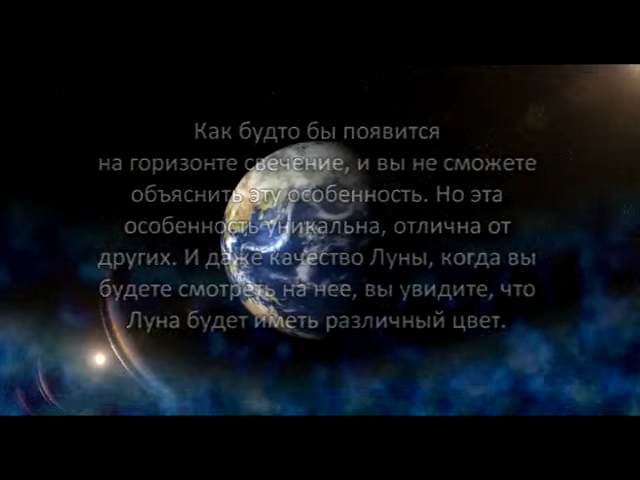 Как будто бы появится
на горизонте свечение, и вы не сможете
объяснить эту особенность. Но эта
особенность уникальна, отлична от
других. И даже качество Луны, когда вы
будете смотреть на нее, вы увидите, что
Луна будет иметь различный цвет.